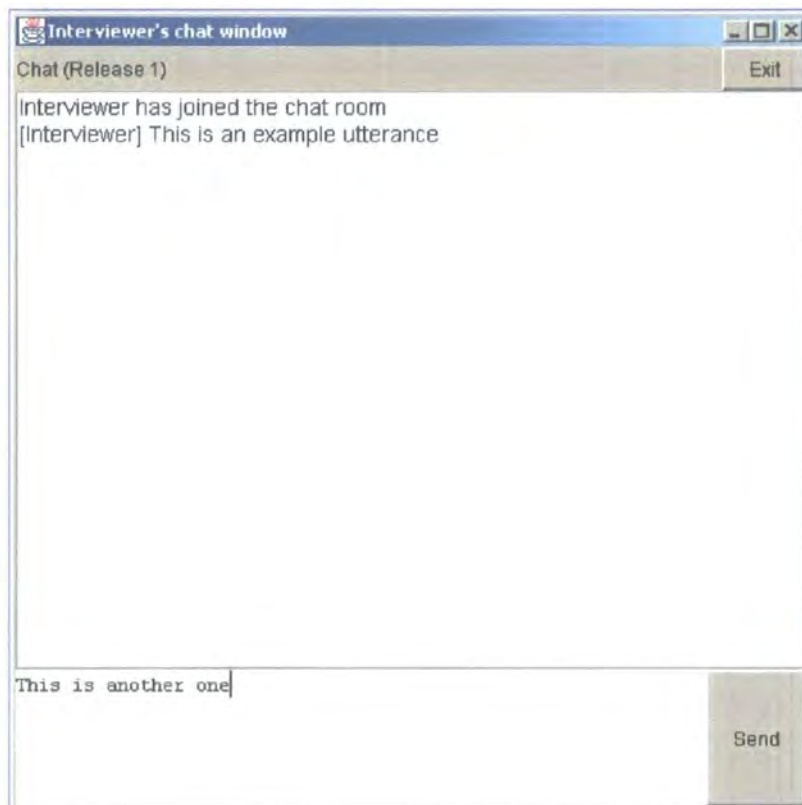 Interviewer's chat window
Chat (Release 1)
Exit
Interviewer has joined the chat room
[Interviewer] This is an example utterance
This is another one
Send